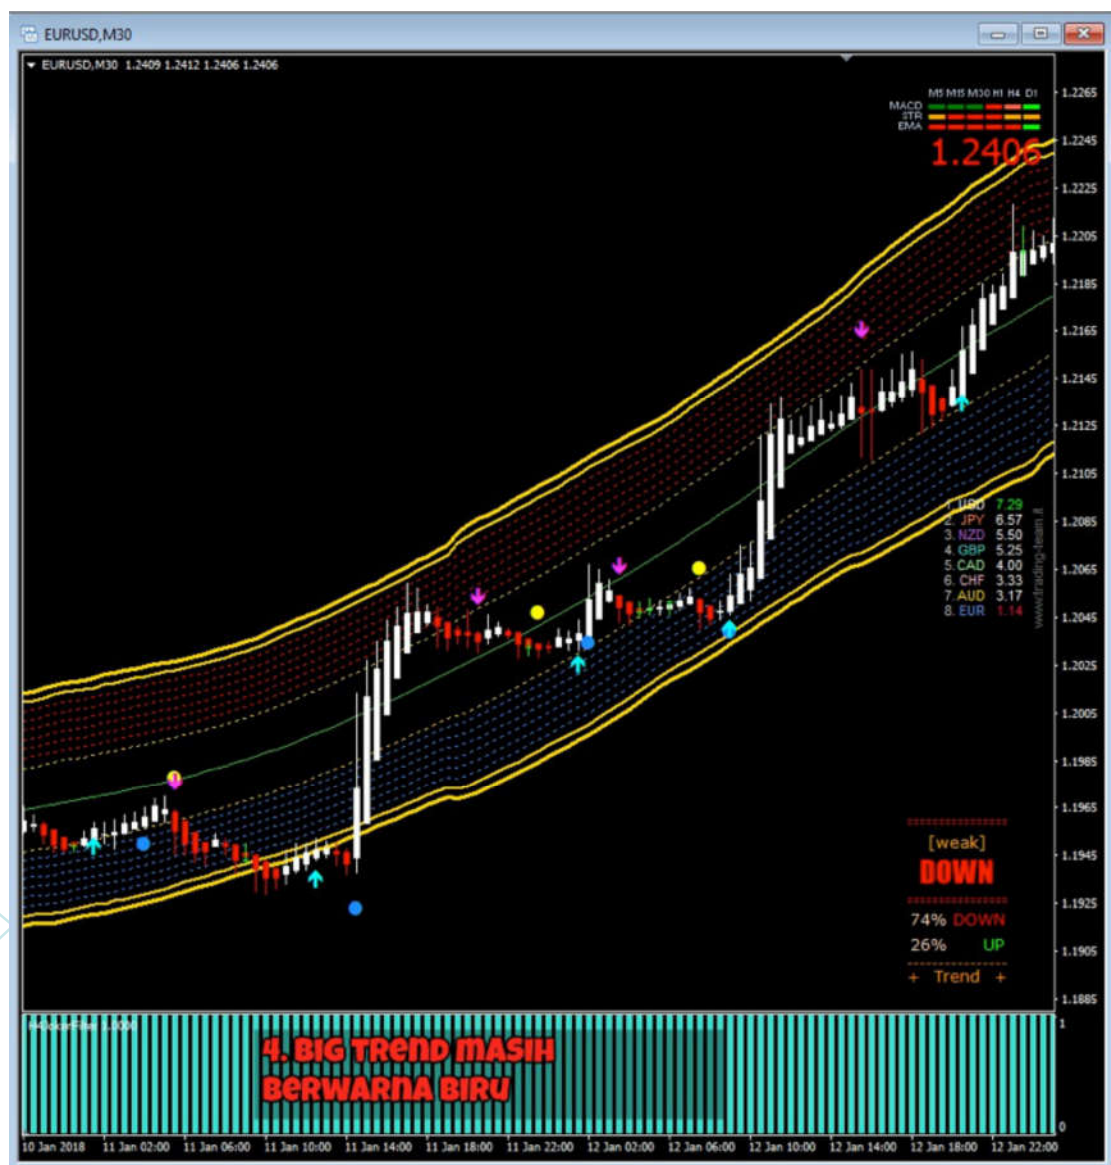 EURUSD,M30
EURUSD,M30 1.2409 1.2412 1.2406 1.2406
M5 M15 M30 H1 H4 D1
MACD
STR
EMA
1.2406
1.2265
1.2245
1.2225
1.2205
1.2185
1.2165
1.2145
1.2125
1.2105
1.2085
1.2065
1.2045
1.2025
1.2005
1.1985
1.1965
1.1945
1.1925
1.1905
1.1885
1. USD 7.29
2. JPY 6.57
3. NZD 5.50
4. GBP 5.25
5. CAD 4.00
6. CHF 3.33
7. AUD 3.17
8. EUR 1.14
www.trading-team.it
[weak]
DOWN
74% DOWN
26% UP
+ Trend +
1.0000
1
4. BIG TREND MASIH
BERWARNA BIRU
0
10 Jan 2018 11 Jan 02:00 11 Jan 06:00 11 Jan 10:00 11 Jan 14:00 11 Jan 18:00 11 Jan 22:00 12 Jan 02:00 12 Jan 06:00 12 Jan 10:00 12 Jan 14:00 12 Jan 18:00 12 Jan 22:00